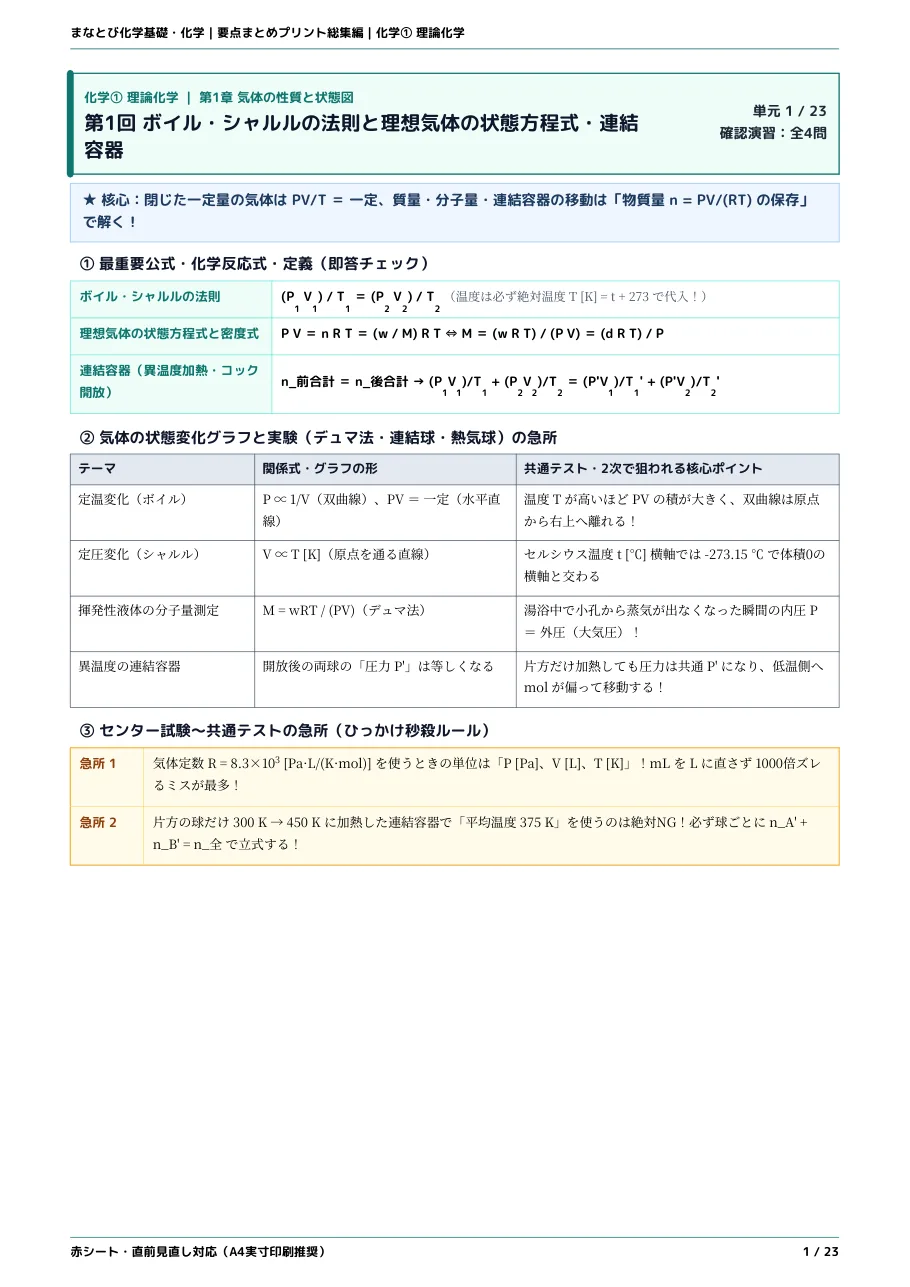 まなとび化学基礎・化学 | 要点まとめプリント総集編 | 化学① 理論化学
化学① 理論化学 | 第1章 気体の性質と状態図
第1回 ボイル・シャルルの法則と理想気体の状態方程式・連結
容器
単元 1 / 23
確認演習:全4問
★ 核心:閉じた一定量の気体は PV/T = 一定、質量・分子量・連結容器の移動は「物質量 n = PV/(RT) の保存」
で解く!
① 最重要公式・化学反応式・定義(即答チェック)
ボイル・シャルルの法則
(P₁V₁) / T₁ = (P₂V₂) / T₂ (温度は必ず絶対温度 T [K] = t + 273 で代入!)
理想気体の状態方程式と密度式
P V = n R T = (w / M) R T ⇔ M = (w R T) / (P V) = (d R T) / P
連結容器(異温度加熱・コック
開放)
n_前合計 = n_後合計 → (P₁V₁)/T₁ + (P₂V₂)/T₂ = (P'V₁)/T₁' + (P'V₂)/T₂'
② 気体の状態変化グラフと実験(デュマ法・連結球・熱気球)の急所
テーマ
関係式・グラフの形
共通テスト・2次で狙われる核心ポイント
定温変化(ボイル)
P ∝ 1/V(双曲線)、PV = 一定(水平直
線)
温度 T が高いほど PV の積が大きく、双曲線は原点
から右上へ離れる!
定圧変化(シャルル)
V ∝ T [K](原点を通る直線)
セルシウス温度 t [℃] 横軸では -273.15 ℃ で体積0の
横軸と交わる
揮発性液体の分子量測定
M = wRT / (PV)(デュマ法)
湯浴中で小孔から蒸気が出なくなった瞬間の内圧 P
= 外圧(大気圧)!
異温度の連結容器
開放後の両球の「圧力 P'」は等しくなる
片方だけ加熱しても圧力は共通 P' になり、低温側へ
mol が偏って移動する!
③ センター試験〜共通テストの急所(ひっかけ秒殺ルール)
急所 1
気体定数 R = 8.3×10³ [Pa·L/(K·mol)] を使うときの単位は「P [Pa]、V [L]、T [K]」!mL を L に直さず 1000倍ズレ
るミスが最多!
急所 2
片方の球だけ 300 K → 450 K に加熱した連結容器で「平均温度 375 K」を使うのは絶対NG!必ず球ごとに n_A' +
n_B' = n_全 で立式する!
赤シート・直前見直し対応(A4実寸印刷推奨)
1 / 23